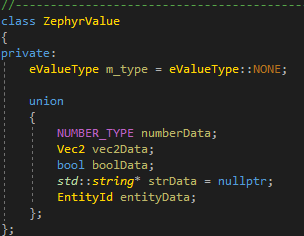 //-----------------------------------------
class ZephyrValue
{
private:
    eValueType m_type = eValueType::NONE;

    union
    {
        NUMBER_TYPE numberData;
        Vec2 vec2Data;
        bool boolData;
        std::string* strData = nullptr;
        EntityId entityData;
    };
};